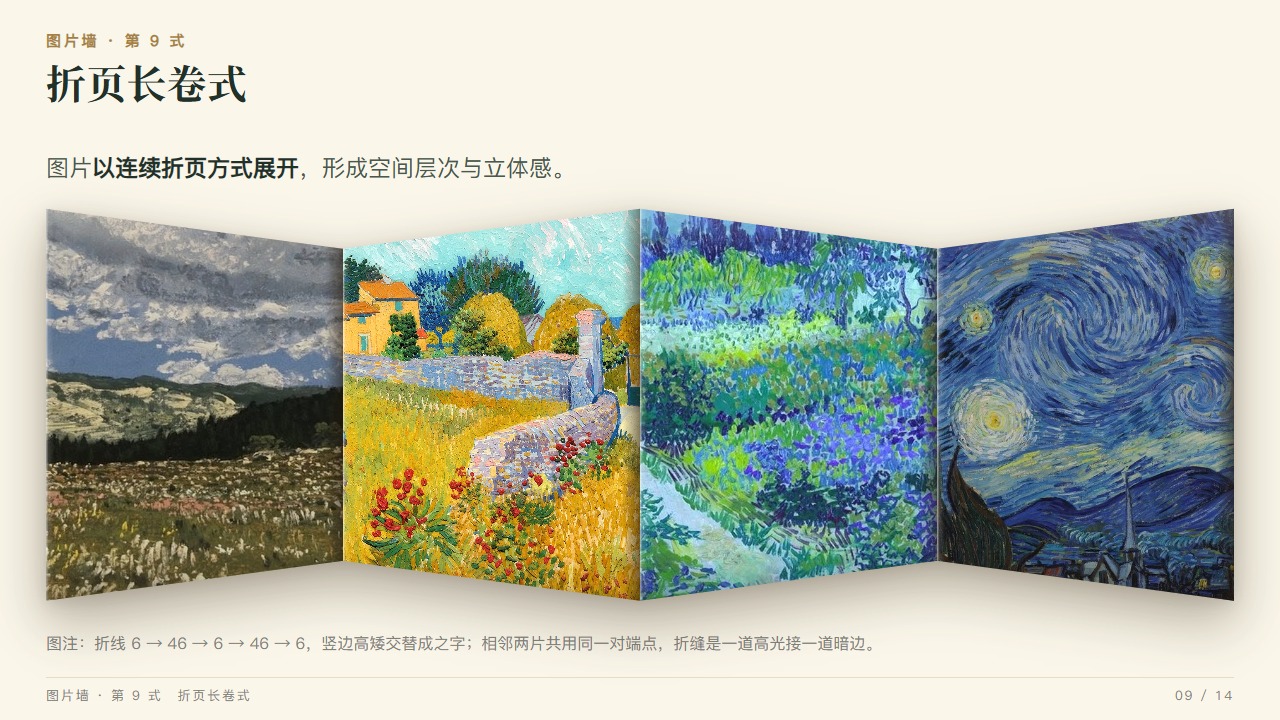 图片墙 · 第 9 式
折页长卷式
图片以连续折页方式展开，形成空间层次与立体感。
图注：折线 6 → 46 → 6 → 46 → 6，竖边高矮交替成之字；相邻两片共用同一对端点，折缝是一道高光接一道暗边。
图片墙 · 第 9 式　折页长卷式
09 / 14